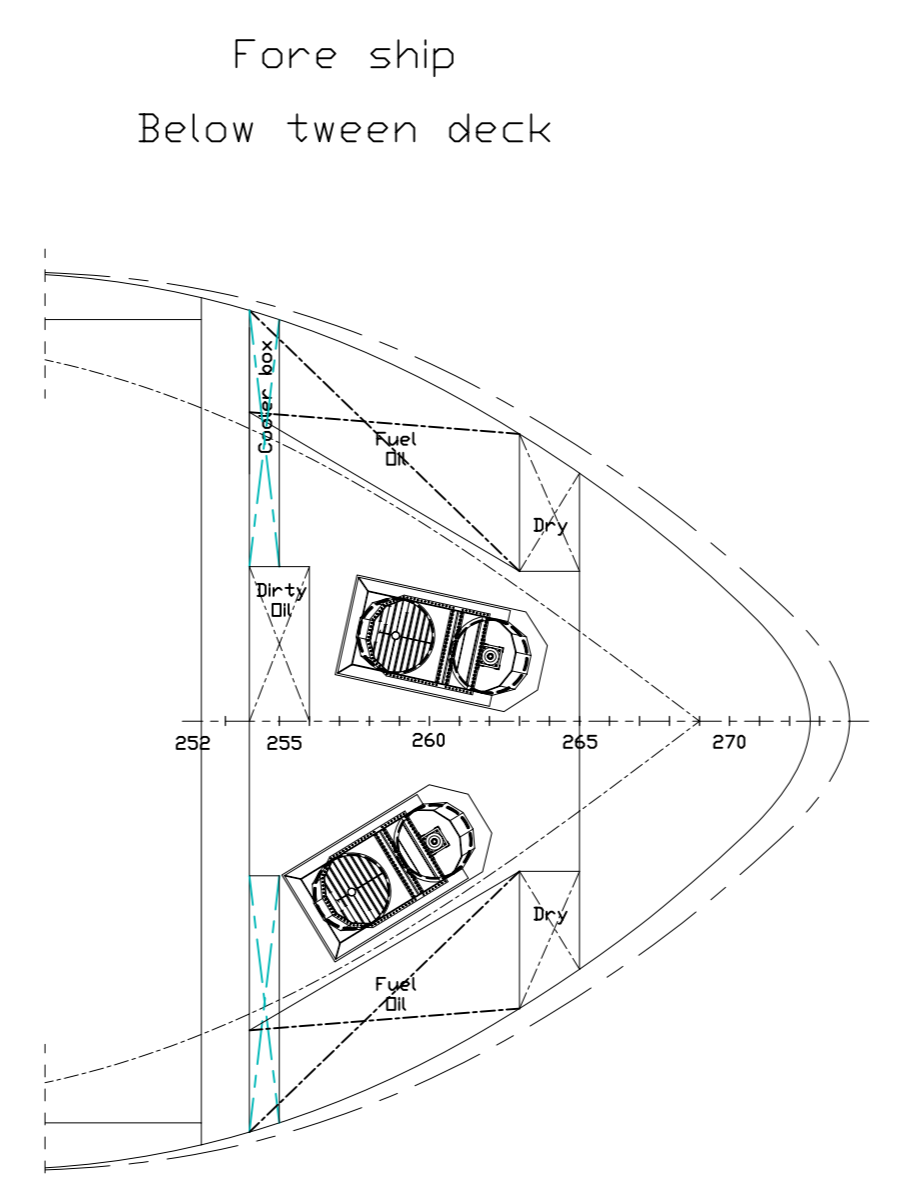 Fore ship
Below tween deck
Cooler box
Fuel
Oil
Dry
Dirty
Oil
252
255
260
265
270
Dry
Fuel
Oil